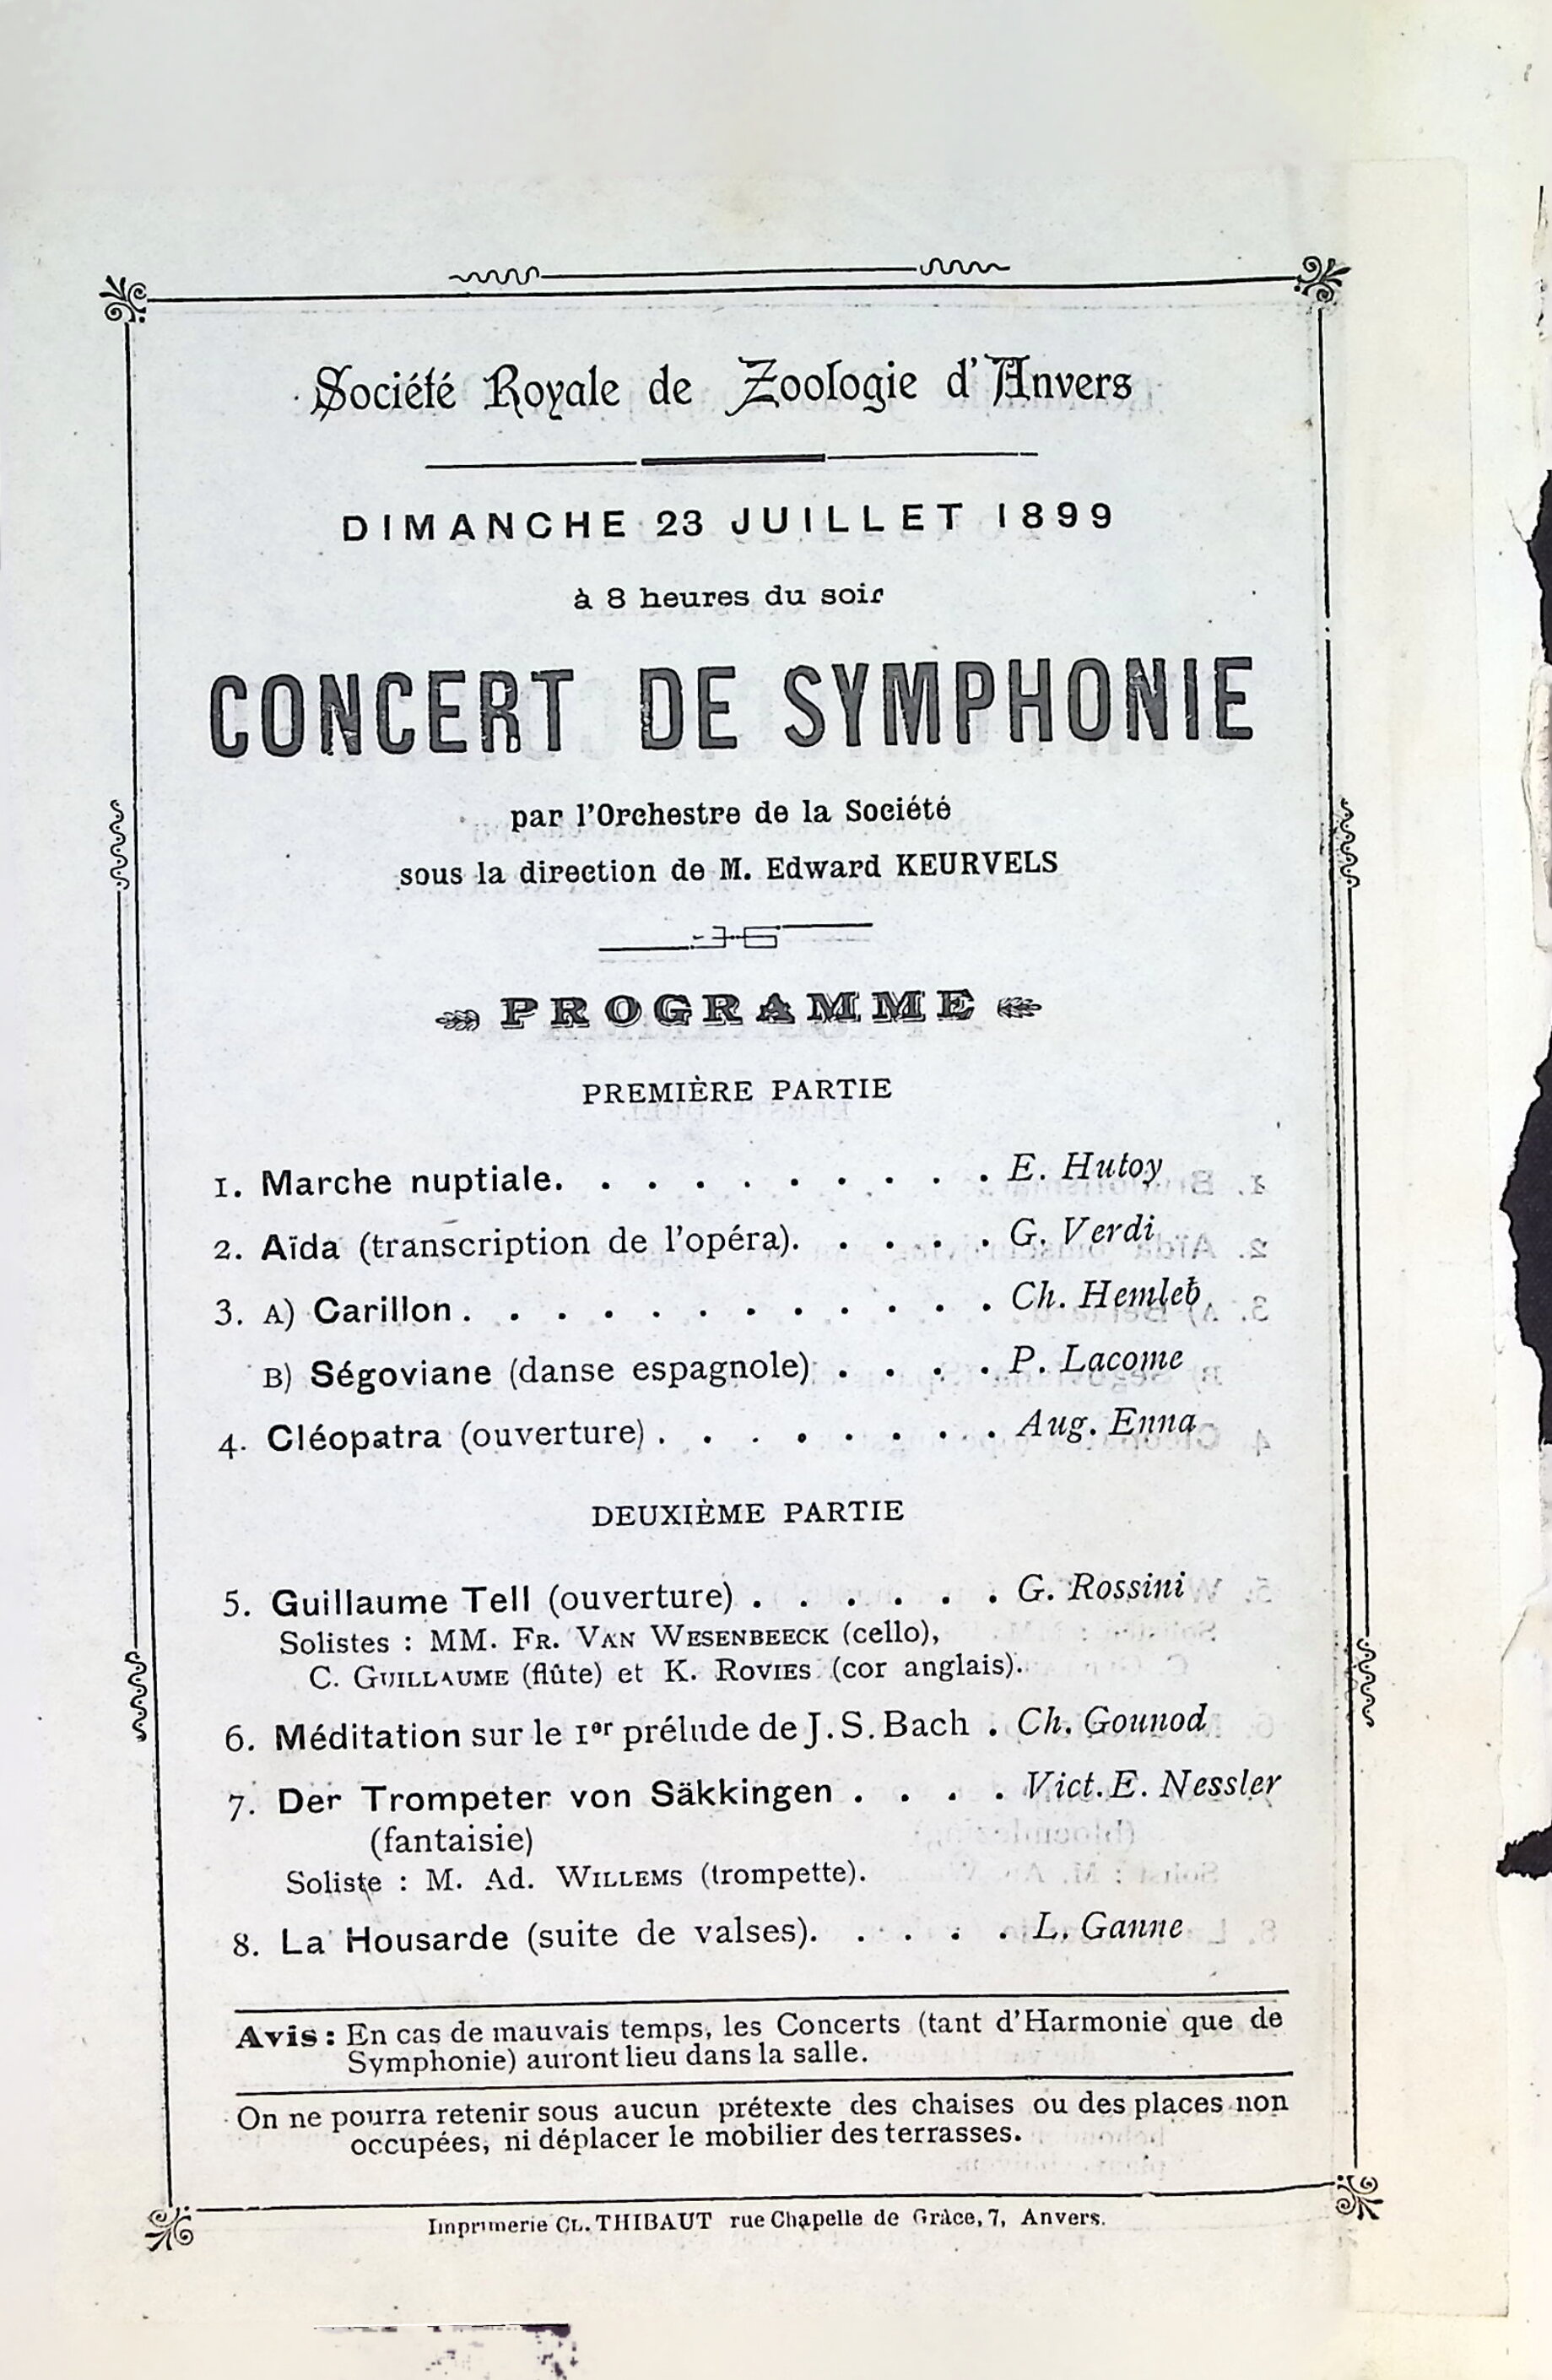 Société Royale de Zoologie d'Anvers
DIMANCHE 23 JUILLET 1899
à 8 heures du soir
CONCERT DE SYMPHONIE
par l'Orchestre de la Société
sous la direction de M. Edward KEURVELS
PROGRAMME
PREMIÈRE PARTIE
1. Marche nuptiale. . . . . . . . . . E. Hutoy
2. Aïda (transcription de l'opéra). . . . . G. Verdi
3. A) Carillon . . . . . . . . . . . . Ch. Hemleb
B) Ségoviane (danse espagnole) . . . . P. Lacome
4. Cléopatra (ouverture) . . . . . . . . Aug. Enna
DEUXIÈME PARTIE
5. Guillaume Tell (ouverture) . . . . . . G. Rossini
Solistes : MM. FR. VAN WESENBEECK (cello),
C. GUILLAUME (flûte) et K. ROVIES (cor anglais).
6. Méditation sur le 1er prélude de J. S. Bach . Ch. Gounod
7. Der Trompeter von Säkkingen . . . . Vict. E. Nessler
(fantaisie)
Soliste : M. Ad. WILLEMS (trompette).
8. La Housarde (suite de valses). . . . . L. Ganne
Avis : En cas de mauvais temps, les Concerts (tant d'Harmonie que de
Symphonie) auront lieu dans la salle.
On ne pourra retenir sous aucun prétexte des chaises ou des places non
occupées, ni déplacer le mobilier des terrasses.
Imprimerie CL. THIBAUT rue Chapelle de Grâce, 7, Anvers.